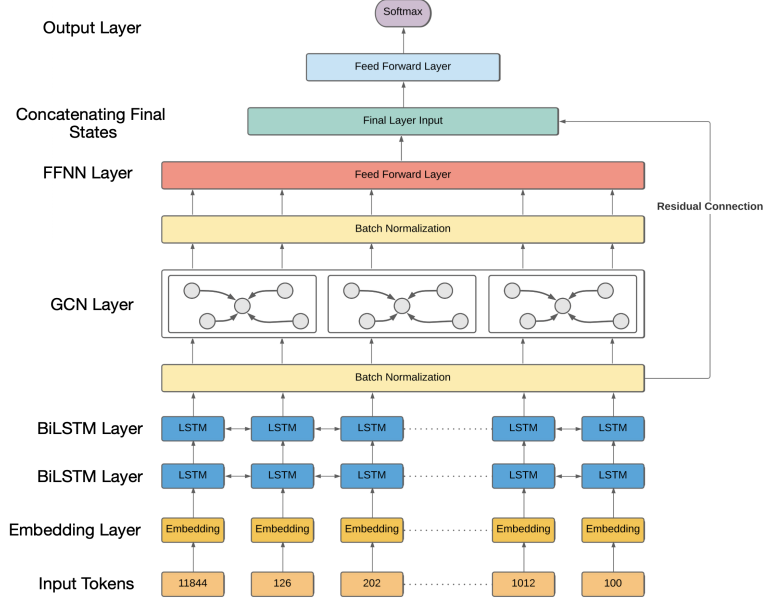 Softmax
Output Layer
Feed Forward Layer
Concatenating Final
States
Final Layer Input
FFNN Layer
Feed Forward Layer
Residual Connection
Batch Normalization
GCN Layer
Batch Normalization
BiLSTM Layer
LSTM LSTM LSTM LSTM LSTM
BiLSTM Layer
LSTM LSTM LSTM LSTM LSTM
Embedding Layer
Embedding Embedding Embedding Embedding Embedding
Input Tokens
11844 126 202 1012 100